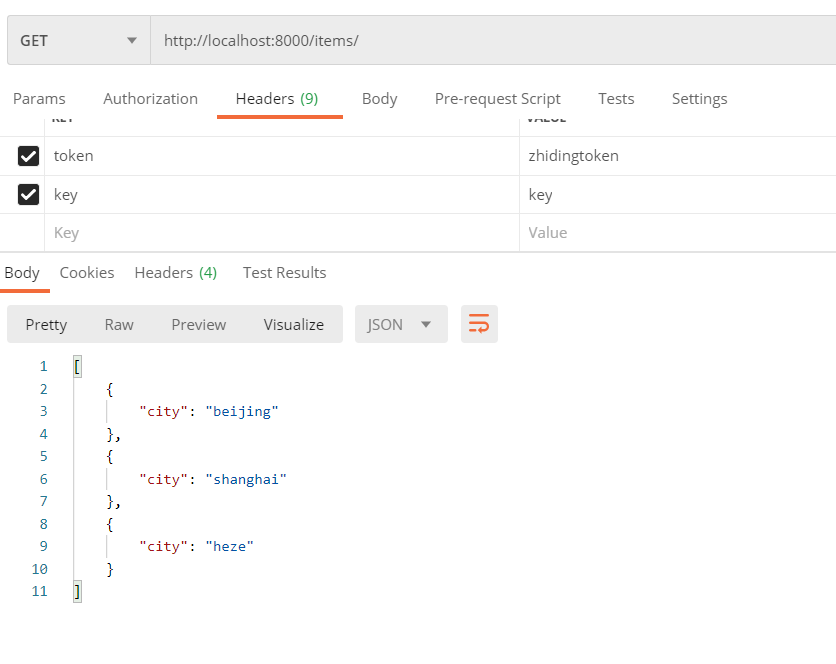 GET http://localhost:8000/items/
Params Authorization Headers (9) Body Pre-request Script Tests Settings
KEY VALUE
token zhidingtoken
key key
Key Value
Body Cookies Headers (4) Test Results
Pretty Raw Preview Visualize JSON
1 [
2 {
3 "city": "beijing"
4 },
5 {
6 "city": "shanghai"
7 },
8 {
9 "city": "heze"
10 }
11 ]